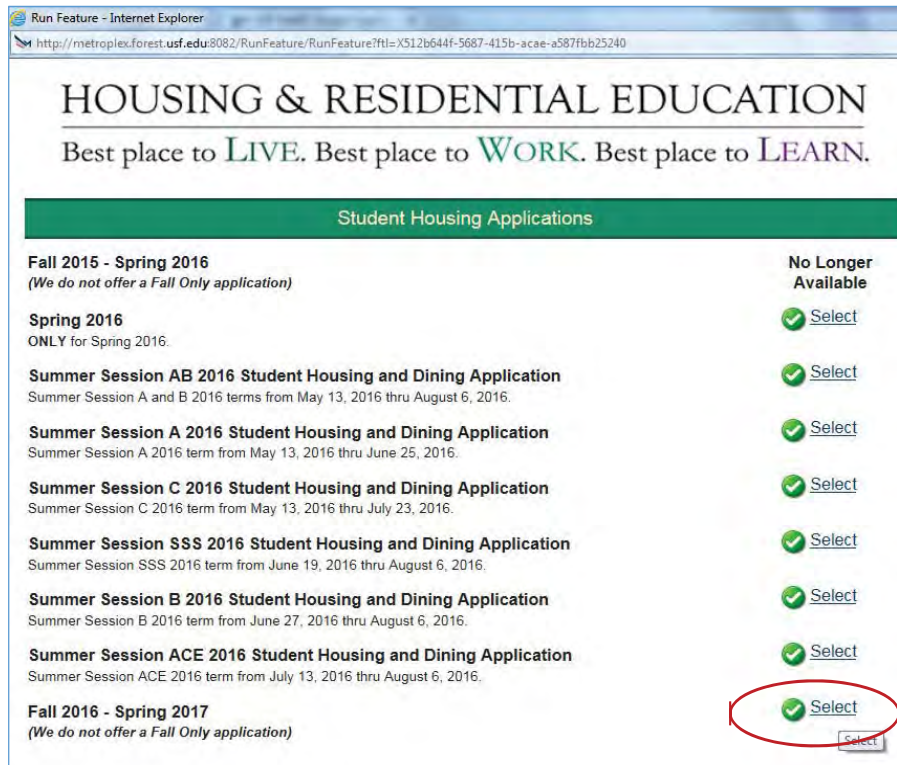 Run Feature - Internet Explorer
http://metroplex.forest.usf.edu:8082/RunFeature/RunFeature?ftl=X512b644f-5687-415b-acae-a587fbb25240
HOUSING & RESIDENTIAL EDUCATION
Best place to LIVE. Best place to WORK. Best place to LEARN.
Student Housing Applications
Fall 2015 - Spring 2016
(We do not offer a Fall Only application)
No Longer
Available
Spring 2016
ONLY for Spring 2016.
Select
Summer Session AB 2016 Student Housing and Dining Application
Summer Session A and B 2016 terms from May 13, 2016 thru August 6, 2016.
Select
Summer Session A 2016 Student Housing and Dining Application
Summer Session A 2016 term from May 13, 2016 thru June 25, 2016.
Select
Summer Session C 2016 Student Housing and Dining Application
Summer Session C 2016 term from May 13, 2016 thru July 23, 2016.
Select
Summer Session SSS 2016 Student Housing and Dining Application
Summer Session SSS 2016 term from June 19, 2016 thru August 6, 2016.
Select
Summer Session B 2016 Student Housing and Dining Application
Summer Session B 2016 term from June 27, 2016 thru August 6, 2016.
Select
Summer Session ACE 2016 Student Housing and Dining Application
Summer Session ACE 2016 term from July 13, 2016 thru August 6, 2016.
Select
Fall 2016 - Spring 2017
(We do not offer a Fall Only application)
Select
Select